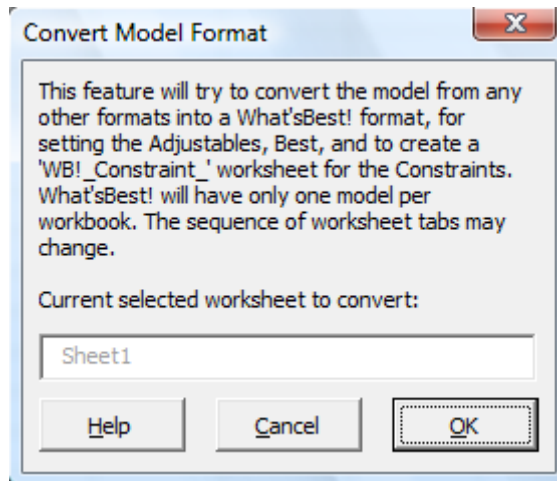 Convert Model Format
This feature will try to convert the model from any
other formats into a What'sBest! format, for
setting the Adjustables, Best, and to create a
'WB!_Constraint_' worksheet for the Constraints.
What'sBest! will have only one model per
workbook. The sequence of worksheet tabs may
change.
Current selected worksheet to convert:
Sheet1
Help Cancel OK